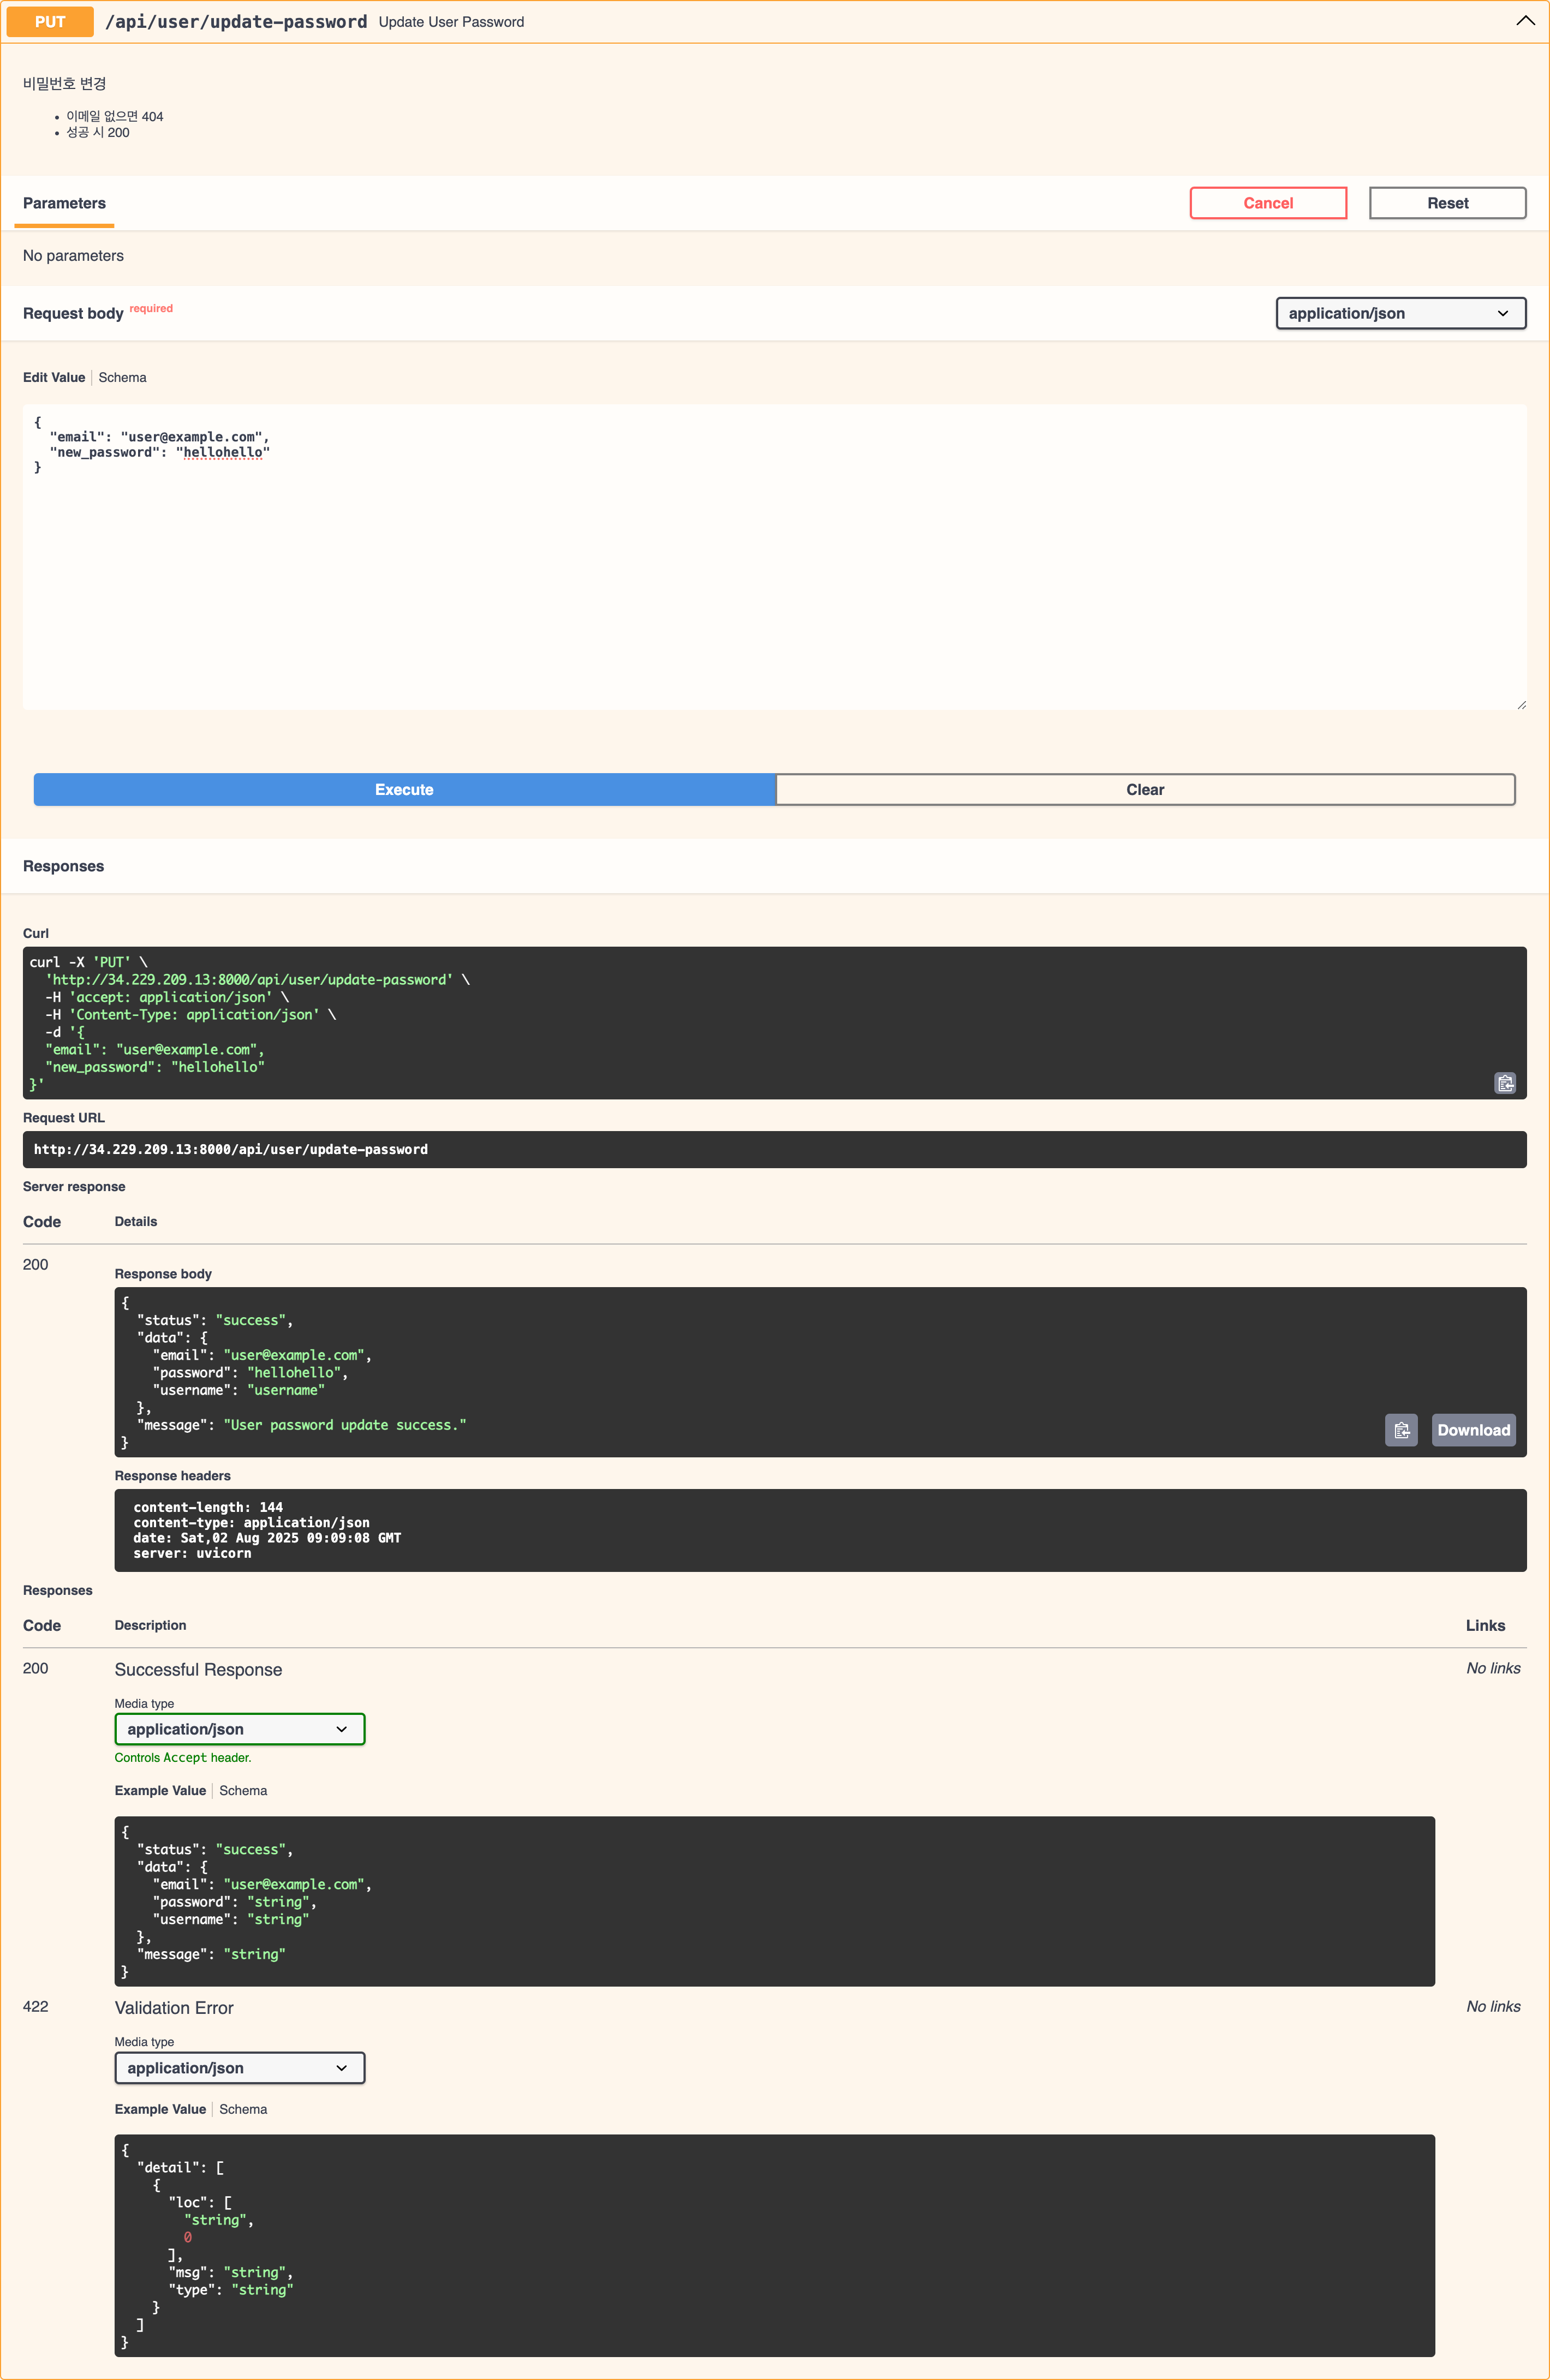 PUT /api/user/update-password Update User Password
비밀번호 변경
• 이메일 없으면 404
• 성공 시 200
Parameters Cancel Reset
No parameters
Request body required application/json
Edit Value | Schema
{
  "email": "user@example.com",
  "new_password": "hellohello"
}
Execute Clear
Responses
Curl
curl -X 'PUT' \
  'http://34.229.209.13:8000/api/user/update-password' \
  -H 'accept: application/json' \
  -H 'Content-Type: application/json' \
  -d '{
  "email": "user@example.com",
  "new_password": "hellohello"
}'
Request URL
http://34.229.209.13:8000/api/user/update-password
Server response
Code Details
200
Response body
{
  "status": "success",
  "data": {
    "email": "user@example.com",
    "password": "hellohello",
    "username": "username"
  },
  "message": "User password update success."
}
Download
Response headers
content-length: 144
content-type: application/json
date: Sat,02 Aug 2025 09:09:08 GMT
server: uvicorn
Responses
Code Description Links
200 Successful Response No links
Media type
application/json
Controls Accept header.
Example Value | Schema
{
  "status": "success",
  "data": {
    "email": "user@example.com",
    "password": "string",
    "username": "string"
  },
  "message": "string"
}
422 Validation Error No links
Media type
application/json
Example Value | Schema
{
  "detail": [
    {
      "loc": [
        "string",
        0
      ],
      "msg": "string",
      "type": "string"
    }
  ]
}